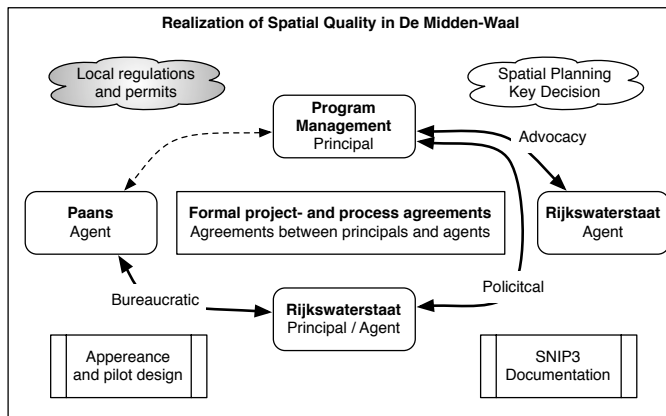 Realization of Spatial Quality in De Midden-Waal
Local regulations
and permits
Spatial Planning
Key Decision
Program
Management
Principal
Advocacy
Paans
Agent
Formal project- and process agreements
Agreements between principals and agents
Rijkswaterstaat
Agent
Bureaucratic
Politcal
Rijkswaterstaat
Principal / Agent
Appereance
and pilot design
SNIP3
Documentation